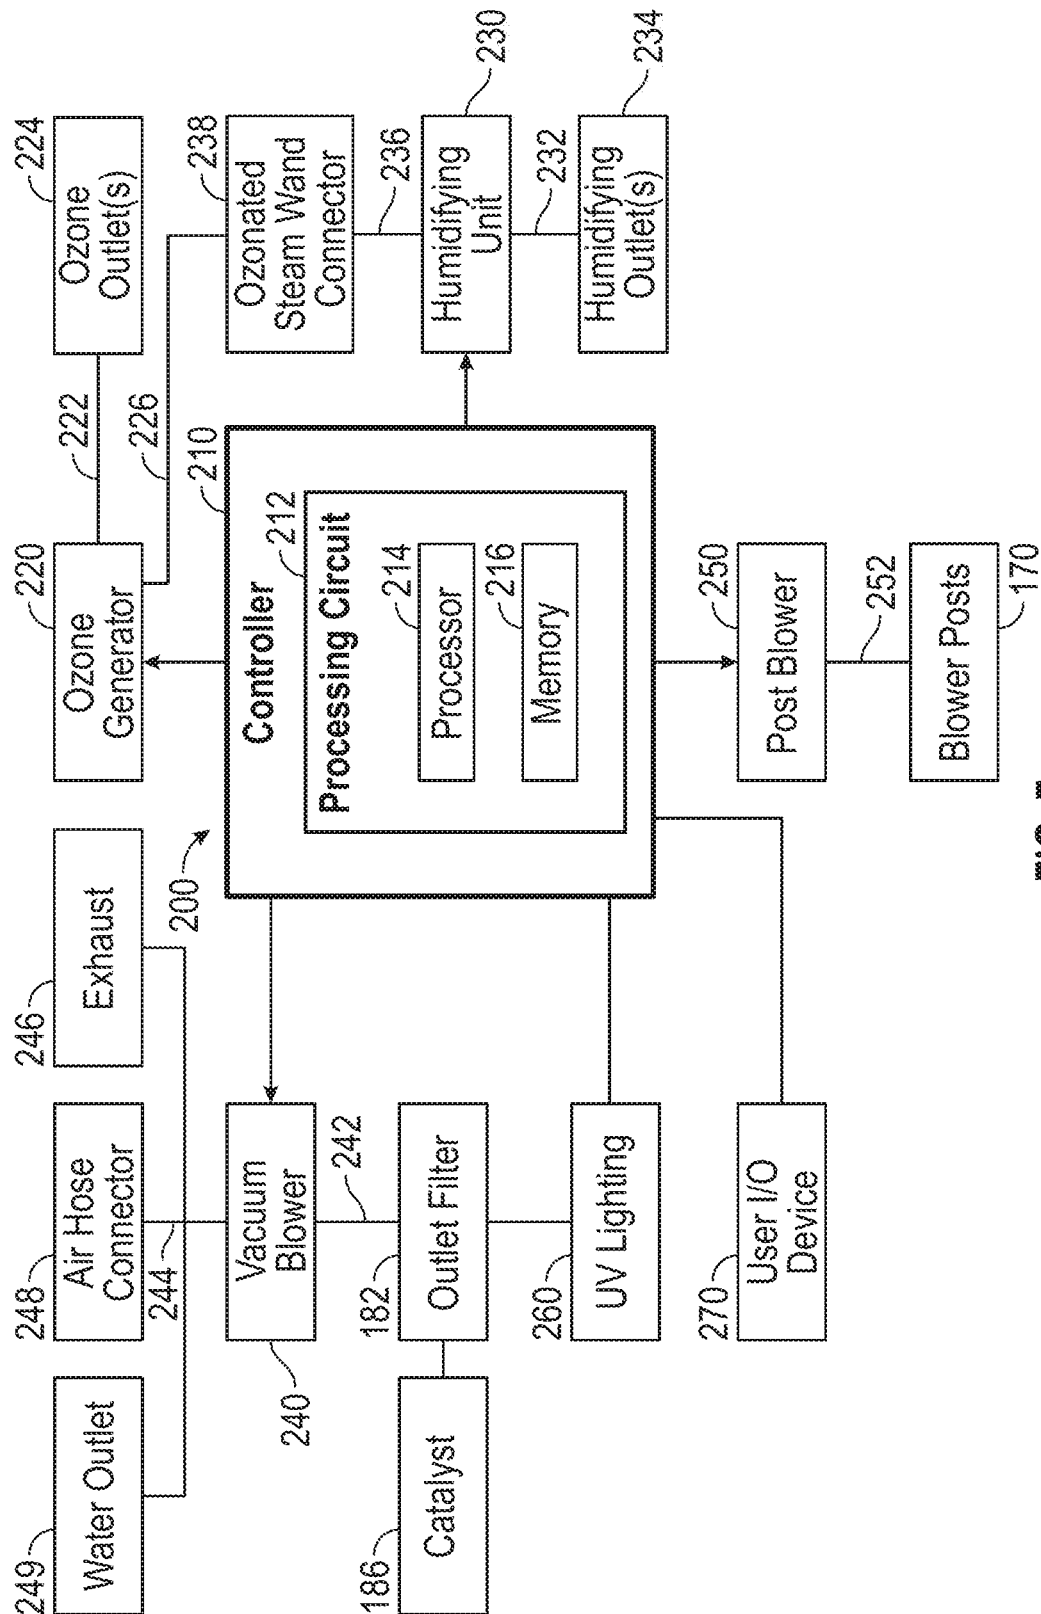 249
Water Outlet
248
Air Hose
Connector
246
Exhaust
220
Ozone
Generator
222
224
Ozone
Outlet(s)
244
200
226
240
Vacuum
Blower
210
Controller
238
Ozonated
Steam Wand
Connector
242
212
Processing Circuit
236
186
Catalyst
182
Outlet Filter
214
Processor
230
Humidifying
Unit
216
Memory
232
260
UV Lighting
234
Humidifying
Outlet(s)
270
User I/O
Device
250
Post Blower
252
170
Blower Posts